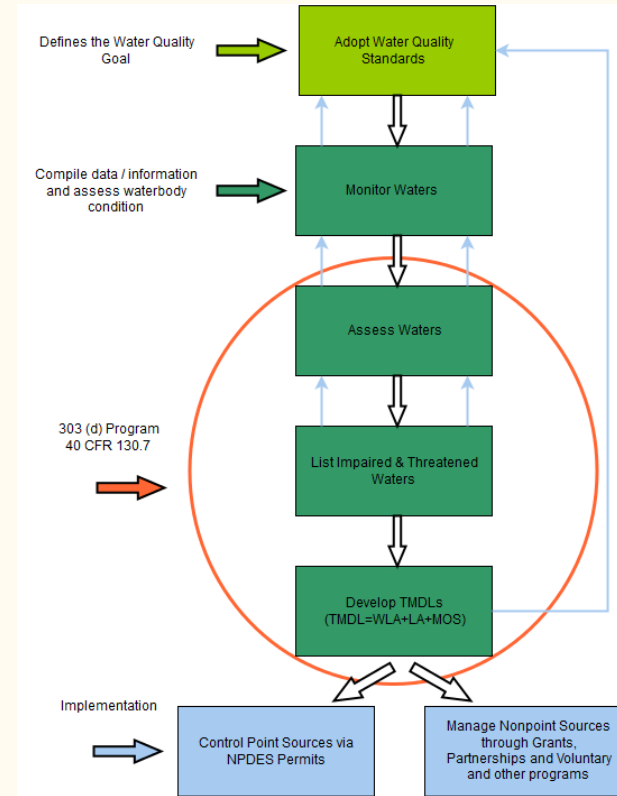 Defines the Water Quality
Goal
Adopt Water Quality
Standards
Compile data / information
and assess waterbody
condition
Monitor Waters
Assess Waters
303 (d) Program
40 CFR 130.7
List Impaired & Threatened
Waters
Develop TMDLs
(TMDL=WLA+LA+MOS)
Implementation
Control Point Sources via
NPDES Permits
Manage Nonpoint Sources
through Grants,
Partnerships and Voluntary
and other programs